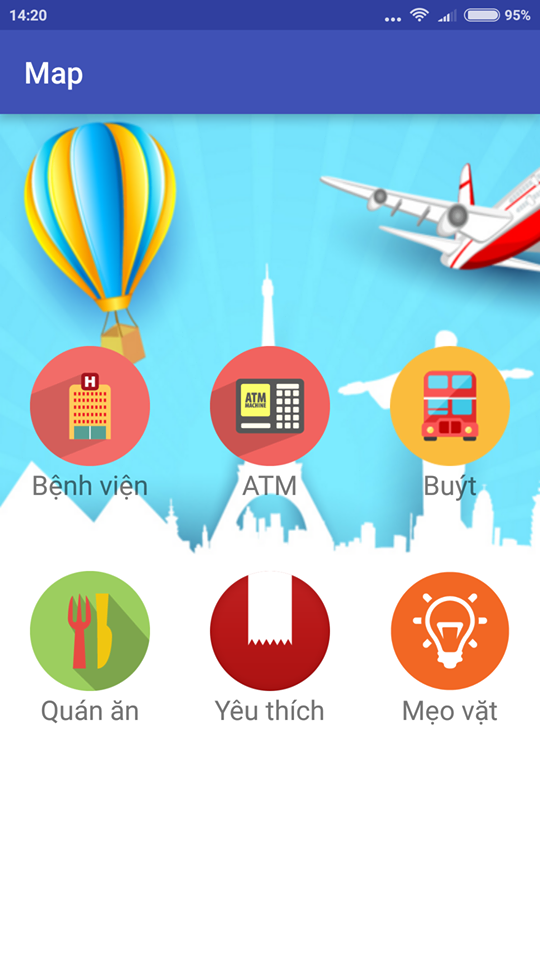 14:20
95%
Map
H
ATM
MACHINE
Bệnh viện
ATM
Buýt
Quán ăn
Yêu thích
Mẹo vặt